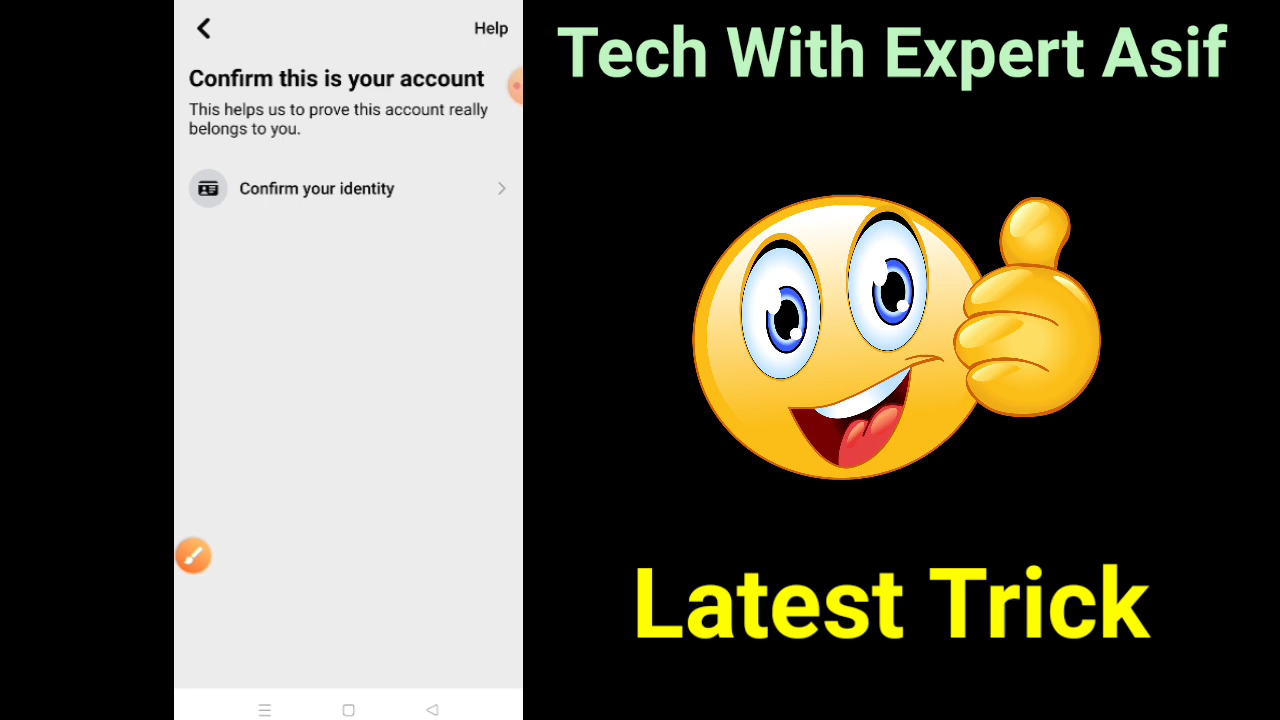 Help
Confirm this is your account
This helps us to prove this account really
belongs to you.
Confirm your identity
Tech With Expert Asif
Latest Trick